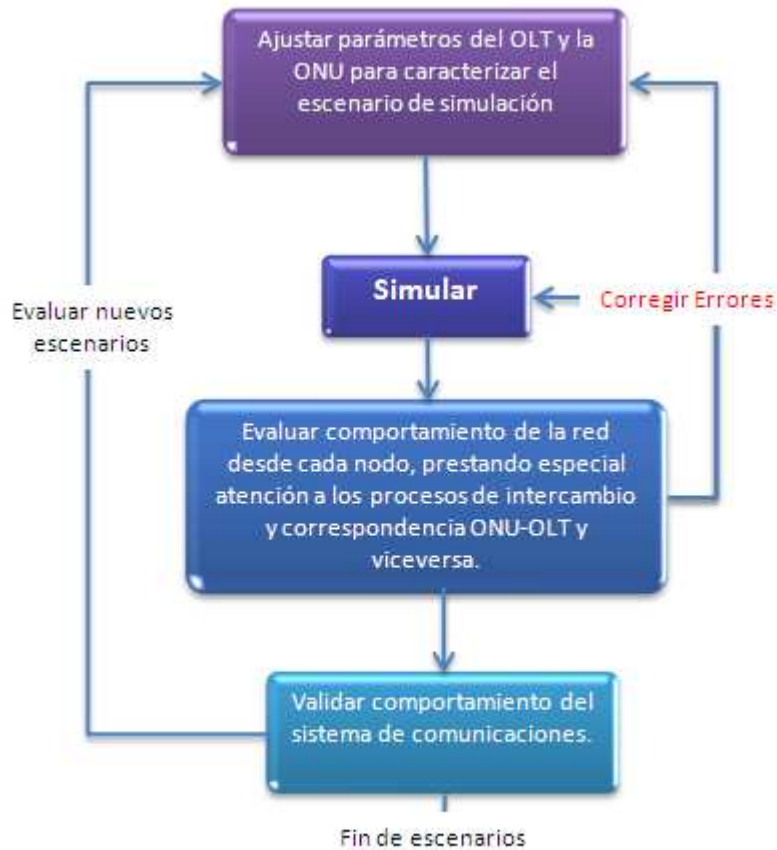 Ajustar parámetros del OLT y la
ONU para caracterizar el
escenario de simulación
Simular
Corregir Errores
Evaluar nuevos
escenarios
Evaluar comportamiento de la red
desde cada nodo, prestando especial
atención a los procesos de intercambio
y correspondencia ONU-OLT y
viceversa.
Validar comportamiento del
sistema de comunicaciones.
Fin de escenarios